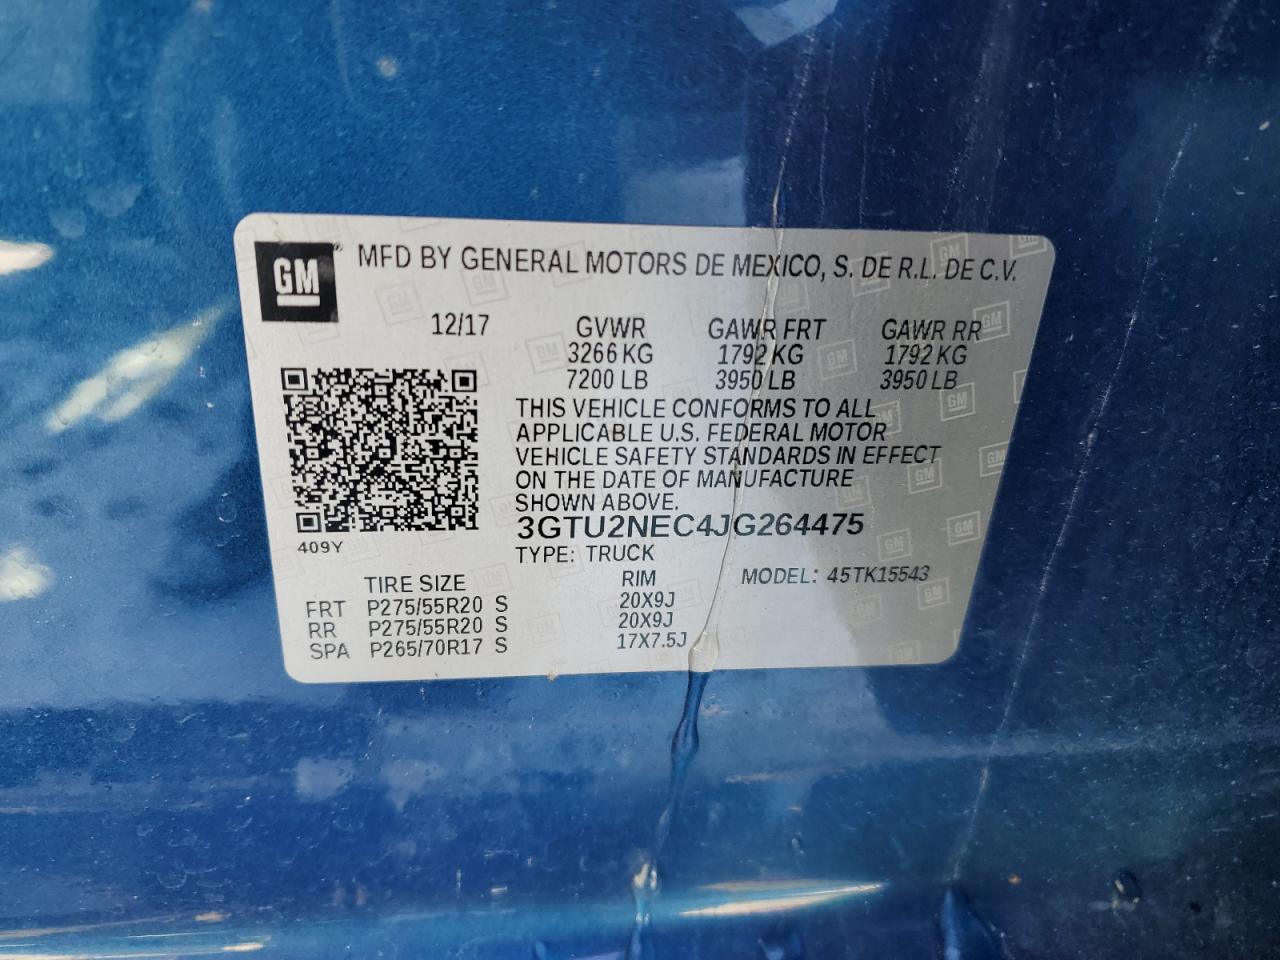 GM
MFD BY GENERAL MOTORS DE MEXICO, S. DE R.L. DE C.V.
12/17 GVWR GAWR FRT GAWR RR
3266 KG 1792 KG 1792 KG
7200 LB 3950 LB 3950 LB
THIS VEHICLE CONFORMS TO ALL
APPLICABLE U.S. FEDERAL MOTOR
VEHICLE SAFETY STANDARDS IN EFFECT
ON THE DATE OF MANUFACTURE
SHOWN ABOVE.
3GTU2NEC4JG264475
409Y
TYPE: TRUCK
TIRE SIZE RIM MODEL: 45TK15543
FRT P275/55R20 S 20X9J
RR P275/55R20 S 20X9J
SPA P265/70R17 S 17X7.5J